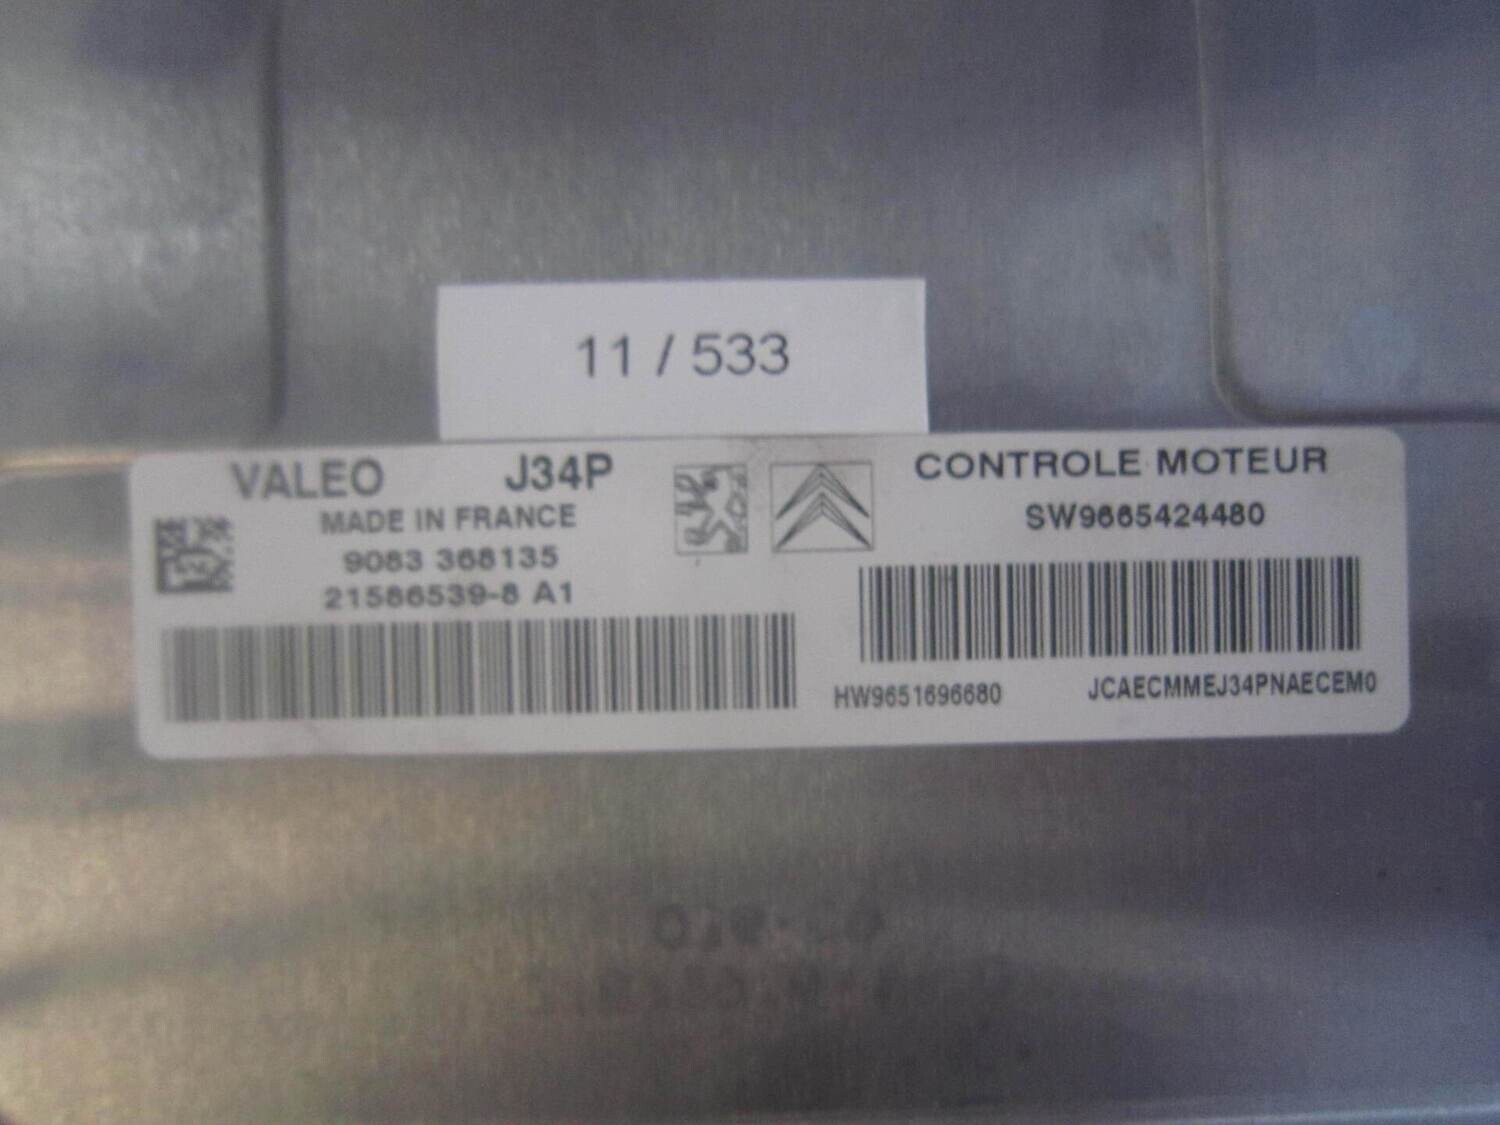 11 / 533
VALEO J34P
MADE IN FRANCE
9083 368135
21586539-8 A1
CONTROLE MOTEUR
SW9665424480
HW9651696680
JCAECMMEJ34PNAECEM0